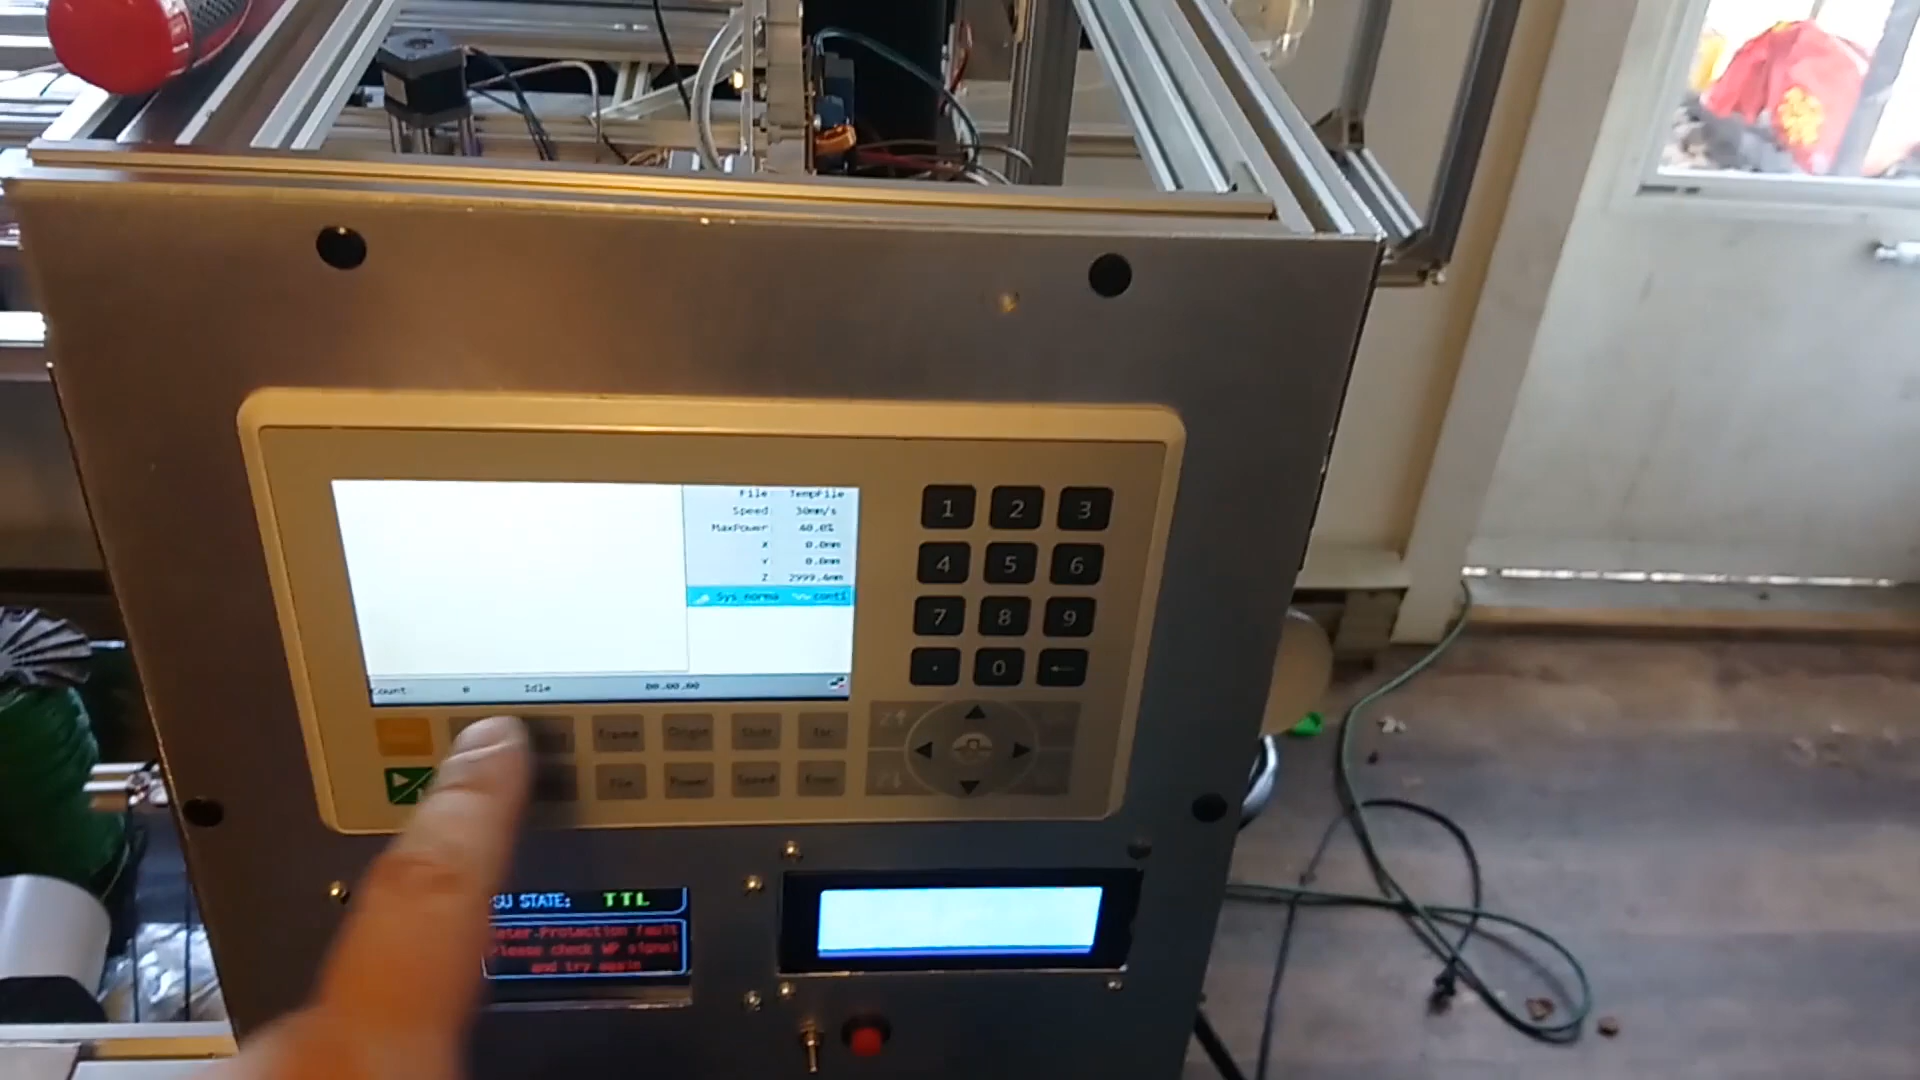 File: TempFile
Speed: 30mm/s
MaxPower: 40.0%
X 0.0mm
Y 0.0mm
Z: 2999.4mm
Sys norma conti
Count: 0 Idle 00:00:00
1 2 3
4 5 6
7 8 9
. 0 ←
Frame Origin Esc
File Power Speed Enter
Z↑
Z↓
SU STATE: TTL
ater Protection fault
lease check WP signal
and try again